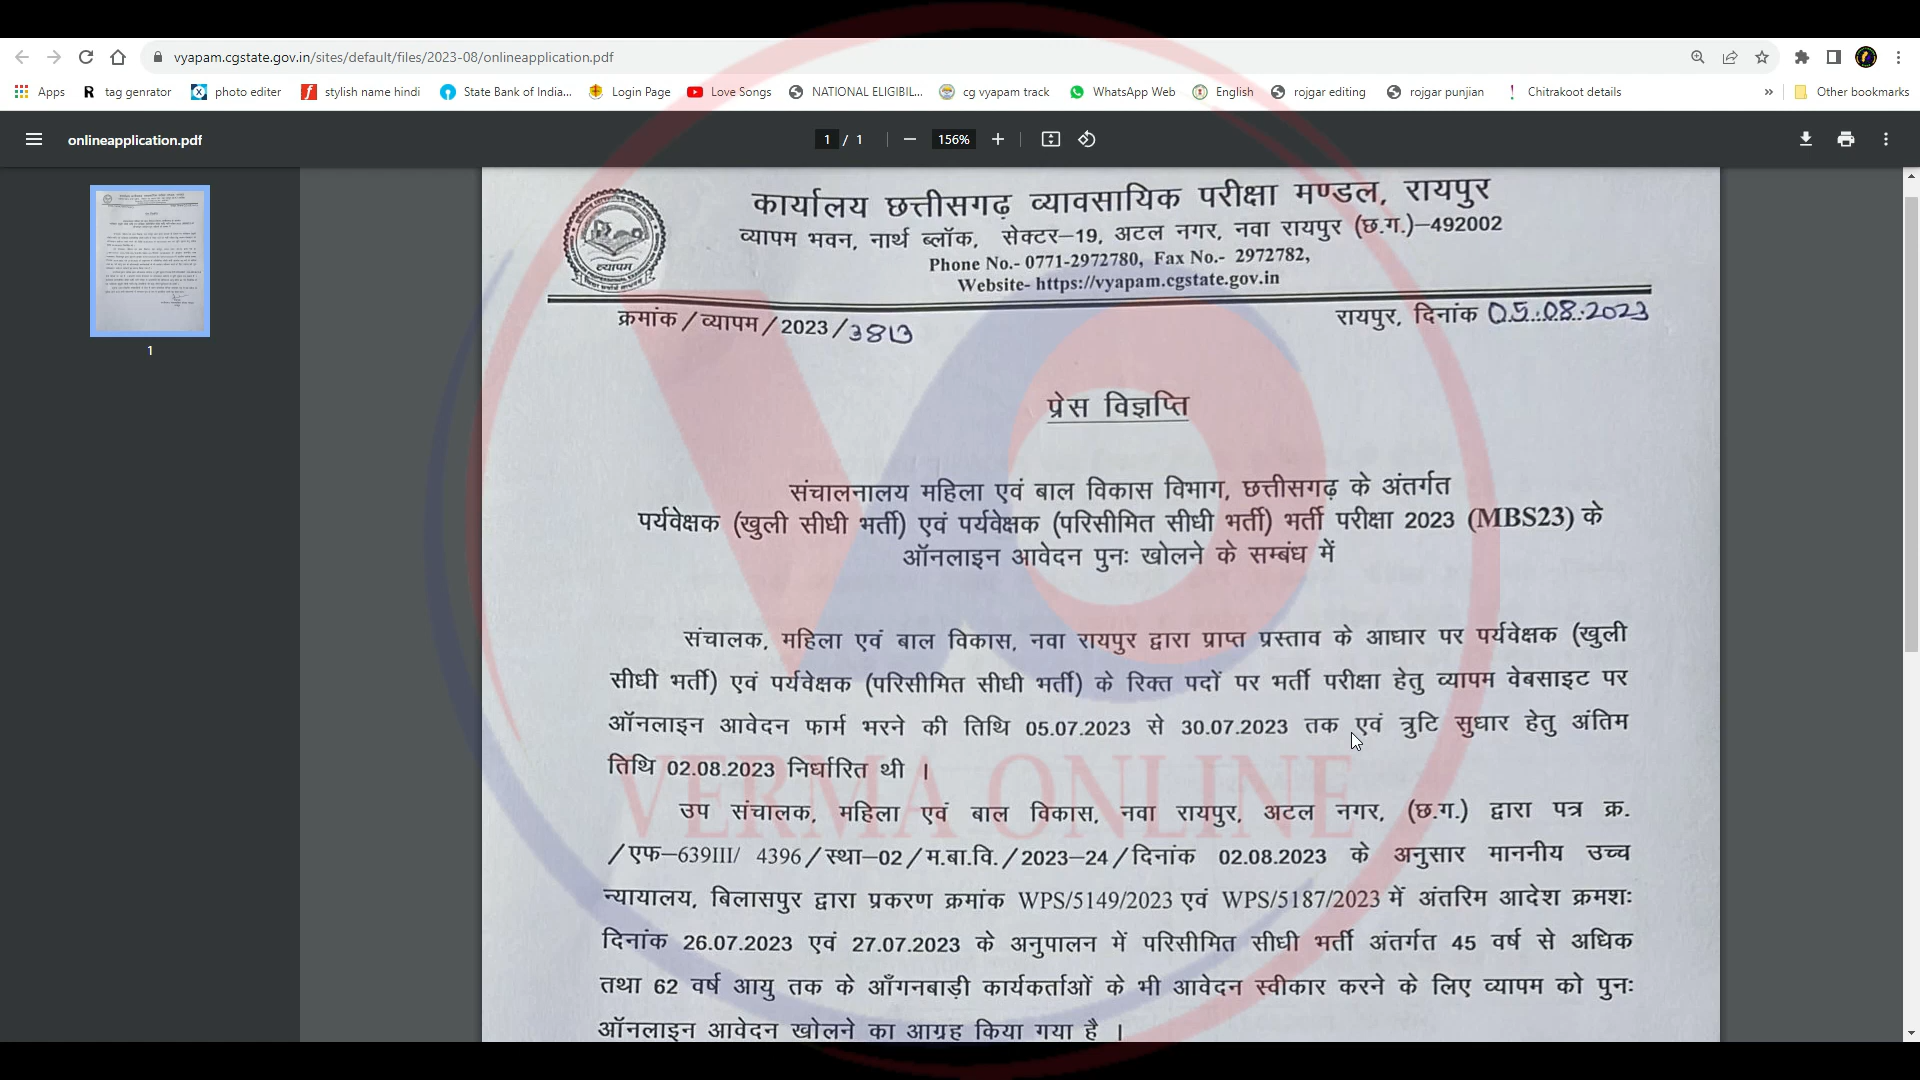 vyapam.cgstate.gov.in/sites/default/files/2023-08/onlineapplication.pdf
Apps R tag genrator photo editer f stylish name hindi State Bank of India... Login Page Love Songs NATIONAL ELIGIBIL... cg vyapam track WhatsApp Web English rojgar editing rojgar punjian Chitrakoot details » Other bookmarks
onlineapplication.pdf 1 / 1 156%
1
कार्यालय छत्तीसगढ़ व्यावसायिक परीक्षा मण्डल, रायपुर
व्यापम भवन, नार्थ ब्लॉक, सेक्टर–19, अटल नगर, नवा रायपुर (छ.ग.)–492002
Phone No.- 0771-2972780, Fax No.- 2972782,
Website- https://vyapam.cgstate.gov.in
व्यापम
क्रमांक/व्यापम/2023/3813 रायपुर, दिनांक 05.08.2023
प्रेस विज्ञप्ति
संचालनालय महिला एवं बाल विकास विभाग, छत्तीसगढ़ के अंतर्गत
पर्यवेक्षक (खुली सीधी भर्ती) एवं पर्यवेक्षक (परिसीमित सीधी भर्ती) भर्ती परीक्षा 2023 (MBS23) के
ऑनलाइन आवेदन पुनः खोलने के सम्बंध में
संचालक, महिला एवं बाल विकास, नवा रायपुर द्वारा प्राप्त प्रस्ताव के आधार पर पर्यवेक्षक (खुली
सीधी भर्ती) एवं पर्यवेक्षक (परिसीमित सीधी भर्ती) के रिक्त पदों पर भर्ती परीक्षा हेतु व्यापम वेबसाइट पर
ऑनलाइन आवेदन फार्म भरने की तिथि 05.07.2023 से 30.07.2023 तक एवं त्रुटि सुधार हेतु अंतिम
तिथि 02.08.2023 निर्धारित थी ।
VERMA ONLINE
उप संचालक, महिला एवं बाल विकास, नवा रायपुर, अटल नगर, (छ.ग.) द्वारा पत्र क्र.
/एफ–639III/ 4396/स्था–02/म.बा.वि./2023–24/दिनांक 02.08.2023 के अनुसार माननीय उच्च
न्यायालय, बिलासपुर द्वारा प्रकरण क्रमांक WPS/5149/2023 एवं WPS/5187/2023 में अंतरिम आदेश क्रमशः
दिनांक 26.07.2023 एवं 27.07.2023 के अनुपालन में परिसीमित सीधी भर्ती अंतर्गत 45 वर्ष से अधिक
तथा 62 वर्ष आयु तक के आँगनबाड़ी कार्यकर्ताओं के भी आवेदन स्वीकार करने के लिए व्यापम को पुनः
ऑनलाइन आवेदन खोलने का आग्रह किया गया है ।